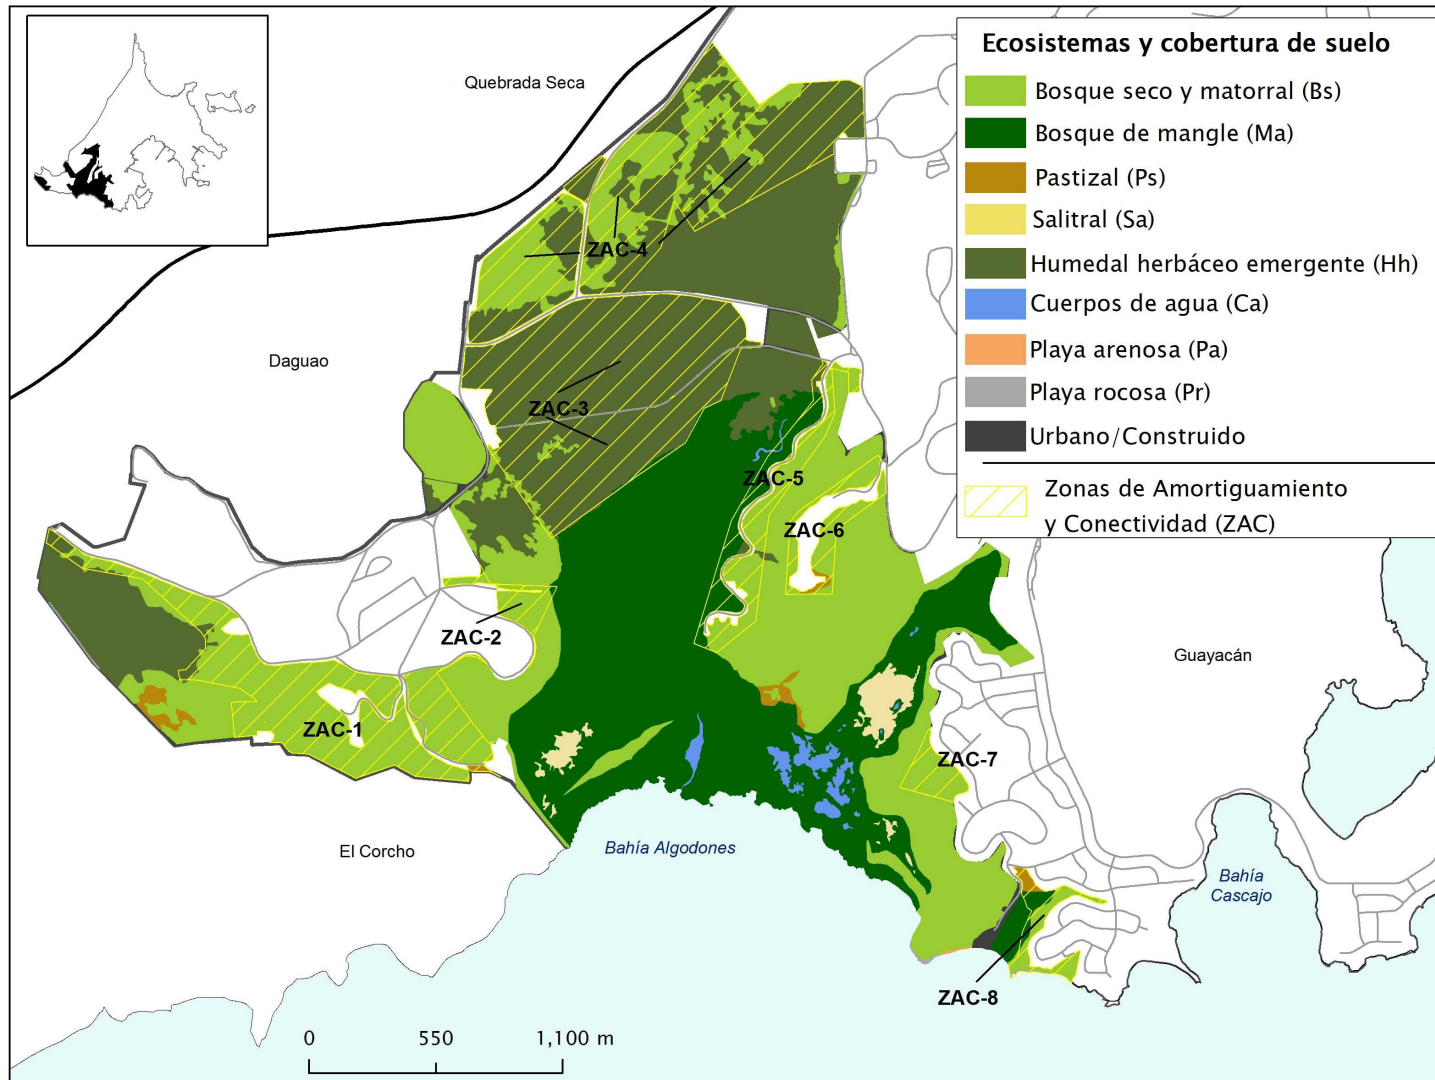 Ecosistemas y cobertura de suelo
Bosque seco y matorral (Bs)
Bosque de mangle (Ma)
Pastizal (Ps)
Salitral (Sa)
Humedal herbáceo emergente (Hh)
Cuerpos de agua (Ca)
Playa arenosa (Pa)
Playa rocosa (Pr)
Urbano/Construido
Zonas de Amortiguamiento
y Conectividad (ZAC)
Quebrada Seca
ZAC-4
Daguao
ZAC-3
ZAC-5
ZAC-6
ZAC-2
Guayacán
ZAC-1
ZAC-7
El Corcho
Bahía Algodones
Bahía
Cascajo
ZAC-8
0 550 1,100 m